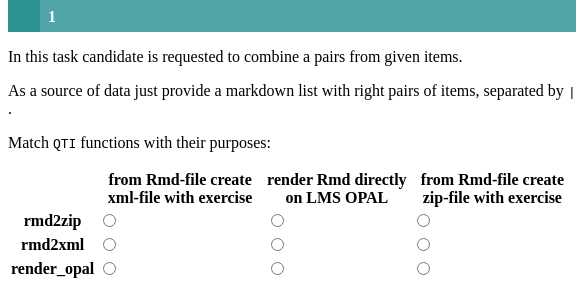 1
In this task candidate is requested to combine a pairs from given items.
As a source of data just provide a markdown list with right pairs of items, separated by |
.
Match QTI functions with their purposes:
from Rmd-file create render Rmd directly from Rmd-file create
xml-file with exercise on LMS OPAL zip-file with exercise
rmd2zip
rmd2xml
render_opal